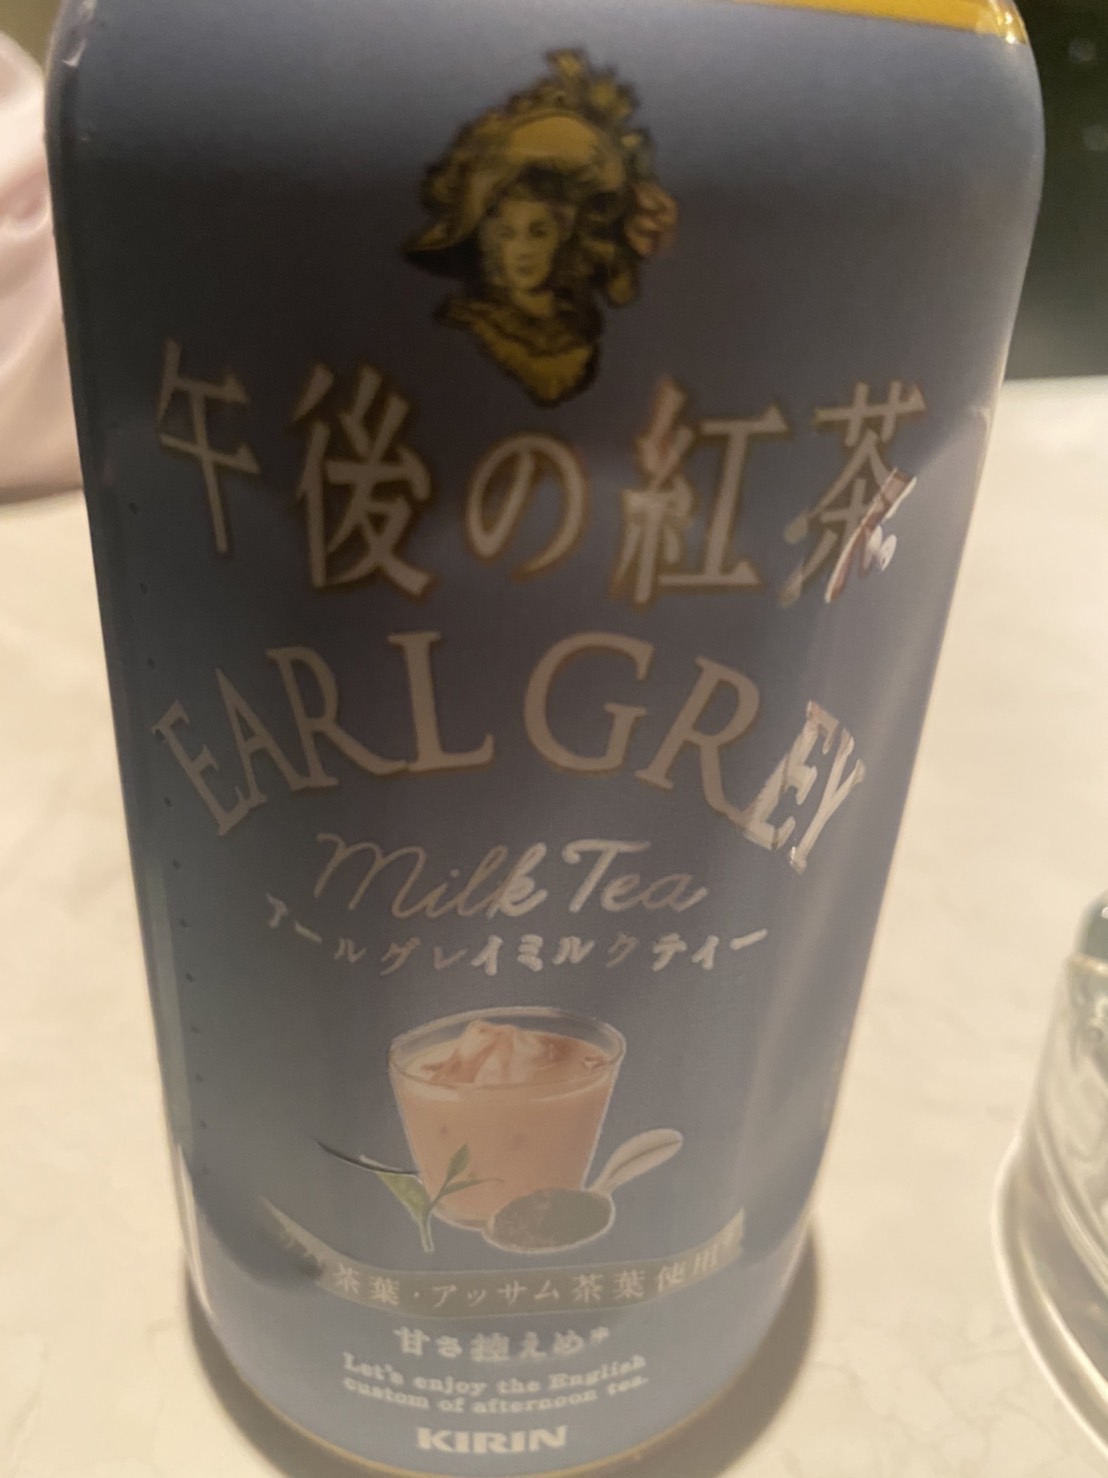 午後の紅茶
EARL GREY
Milk Tea
アールグレイミルクティー
茶葉・アッサム茶葉使用
甘さ控えめ*
Let's enjoy the English
custom of afternoon tea.
KIRIN